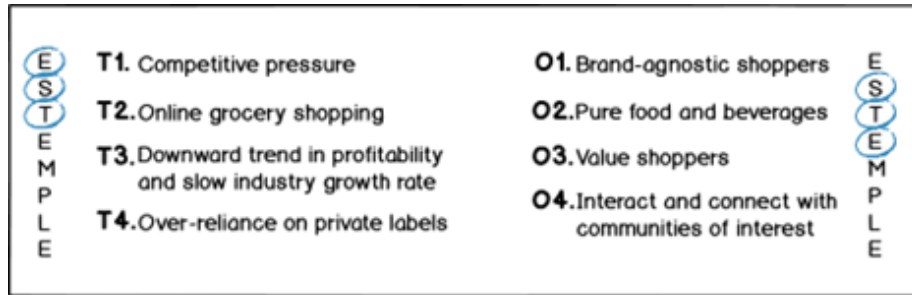 E
S
T
E
M
P
L
E
T1. Competitive pressure
T2. Online grocery shopping
T3. Downward trend in profitability
and slow industry growth rate
T4. Over-reliance on private labels
O1. Brand-agnostic shoppers
O2. Pure food and beverages
O3. Value shoppers
O4. Interact and connect with
communities of interest
E
S
T
E
M
P
L
E